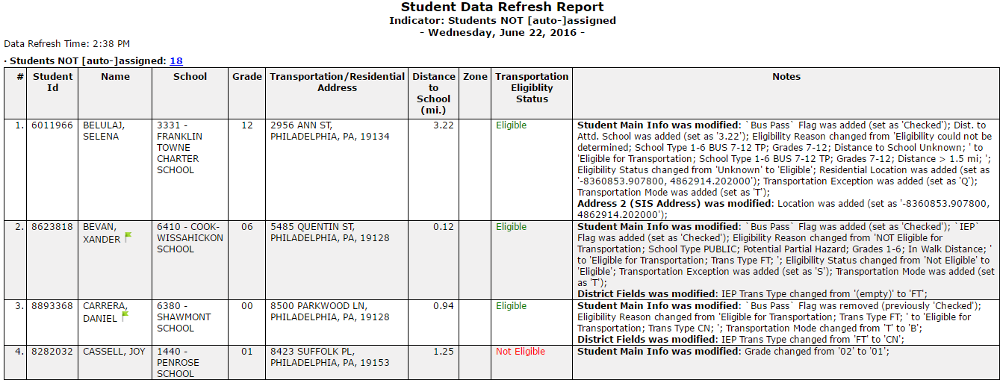 Student Data Refresh Report
Indicator: Students NOT [auto-]assigned
- Wednesday, June 22, 2016 -
Data Refresh Time: 2:38 PM
· Students NOT [auto-]assigned: 18
# Student Id Name School Grade Transportation/Residential Address Distance to School (mi.) Zone Transportation Eligiblity Status Notes
1. 6011966 BELULAJ, SELENA 3331 - FRANKLIN TOWNE CHARTER SCHOOL 12 2956 ANN ST, PHILADELPHIA, PA, 19134 3.22 Eligible
Student Main Info was modified: `Bus Pass` Flag was added (set as 'Checked'); Dist. to
Attd. School was added (set as '3.22'); Eligibility Reason changed from 'Eligibility could not be
determined; School Type 1-6 BUS 7-12 TP; Grades 7-12; Distance to School Unknown; ' to
'Eligible for Transportation; School Type 1-6 BUS 7-12 TP; Grades 7-12; Distance > 1.5 mi; ';
Eligibility Status changed from 'Unknown' to 'Eligible'; Residential Location was added (set as
'-8360853.907800, 4862914.202000'); Transportation Exception was added (set as 'Q');
Transportation Mode was added (set as 'T');
Address 2 (SIS Address) was modified: Location was added (set as '-8360853.907800,
4862914.202000');
2. 8623818 BEVAN, XANDER 6410 - COOK-WISSAHICKON SCHOOL 06 5485 QUENTIN ST, PHILADELPHIA, PA, 19128 0.12 Eligible
Student Main Info was modified: `Bus Pass` Flag was added (set as 'Checked'); `IEP`
Flag was added (set as 'Checked'); Eligibility Reason changed from 'NOT Eligible for
Transportation; School Type PUBLIC; Potential Partial Hazard; Grades 1-6; In Walk Distance; '
to 'Eligible for Transportation; Trans Type FT; '; Eligibility Status changed from 'Not Eligible' to
'Eligible'; Transportation Exception was added (set as 'S'); Transportation Mode was added (set
as 'T');
District Fields was modified: IEP Trans Type changed from '(empty)' to 'FT';
3. 8893368 CARRERA, DANIEL 6380 - SHAWMONT SCHOOL 00 8500 PARKWOOD LN, PHILADELPHIA, PA, 19128 0.94 Eligible
Student Main Info was modified: `Bus Pass` Flag was removed (previously 'Checked');
Eligibility Reason changed from 'Eligible for Transportation; Trans Type FT; ' to 'Eligible for
Transportation; Trans Type CN; '; Transportation Mode changed from 'T' to 'B';
District Fields was modified: IEP Trans Type changed from 'FT' to 'CN';
4. 8282032 CASSELL, JOY 1440 - PENROSE SCHOOL 01 8423 SUFFOLK PL, PHILADELPHIA, PA, 19153 1.25 Not Eligible
Student Main Info was modified: Grade changed from '02' to '01';